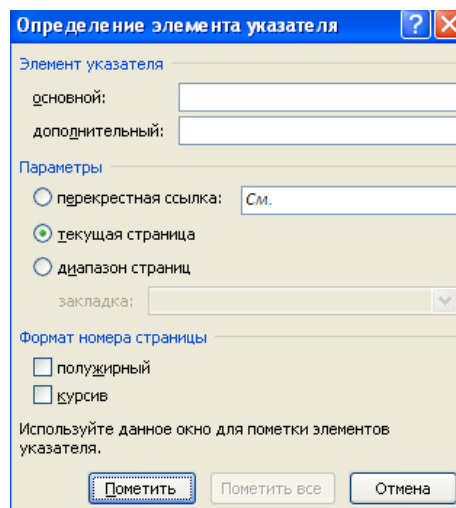 Определение элемента указателя
Элемент указателя
основной:
дополнительный:
Параметры
перекрестная ссылка: См.
текущая страница
диапазон страниц
закладка:
Формат номера страницы
полужирный
курсив
Используйте данное окно для пометки элементов
указателя.
Пометить Пометить все Отмена